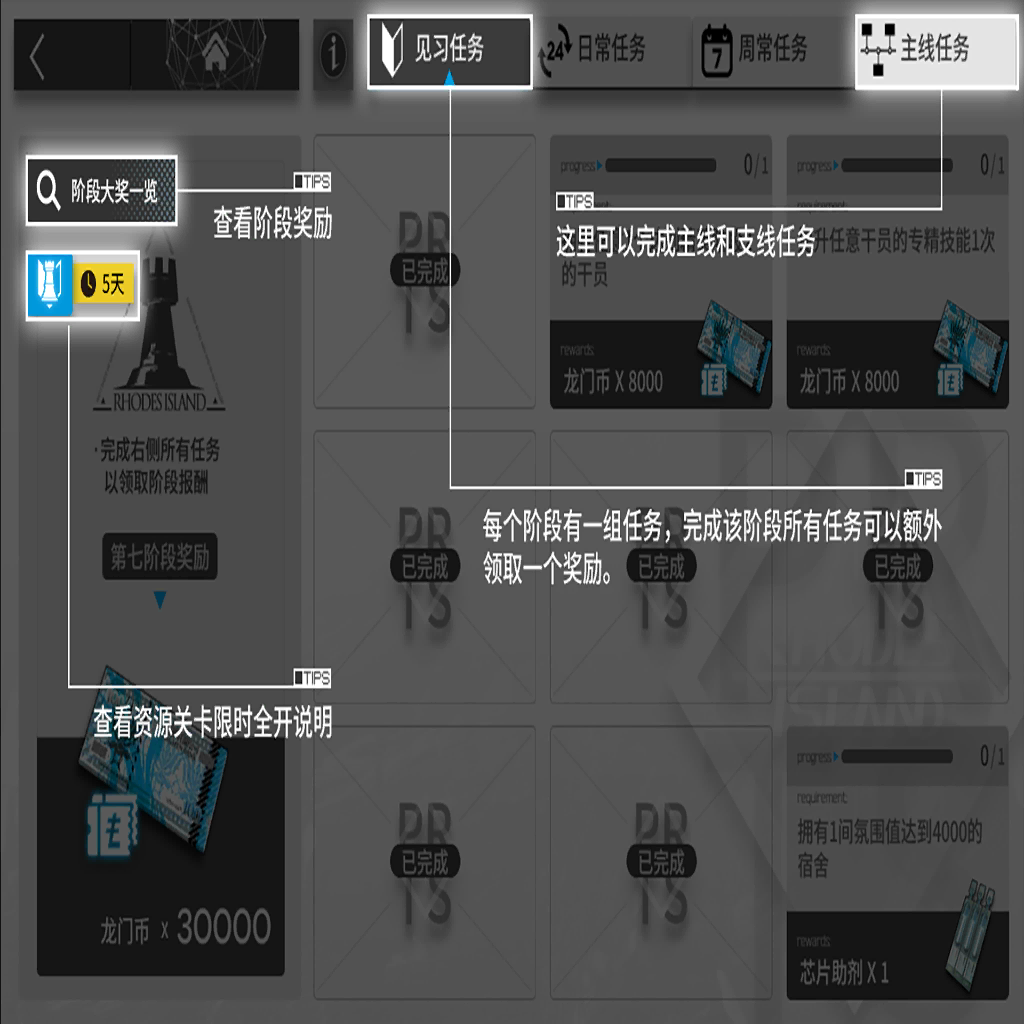 见习任务
24
日常任务
7
周常任务
主线任务
阶段大奖一览
TIPS
查看阶段奖励
5天
RHODES ISLAND
·完成右侧所有任务
以领取阶段报酬
第七阶段奖励
TIPS
查看资源关卡限时全开说明
龙门币 x 30000
已完成
progress
0/1
TIPS
这里可以完成主线和支线任务
的干员
rewards:
龙门币 X 8000
progress
0/1
升任意干员的专精技能1次
rewards:
龙门币 X 8000
TIPS
每个阶段有一组任务，完成该阶段所有任务可以额外
领取一个奖励。
已完成
已完成
已完成
已完成
已完成
progress
0/1
requirement:
拥有1间氛围值达到4000的
宿舍
rewards:
芯片助剂 X 1